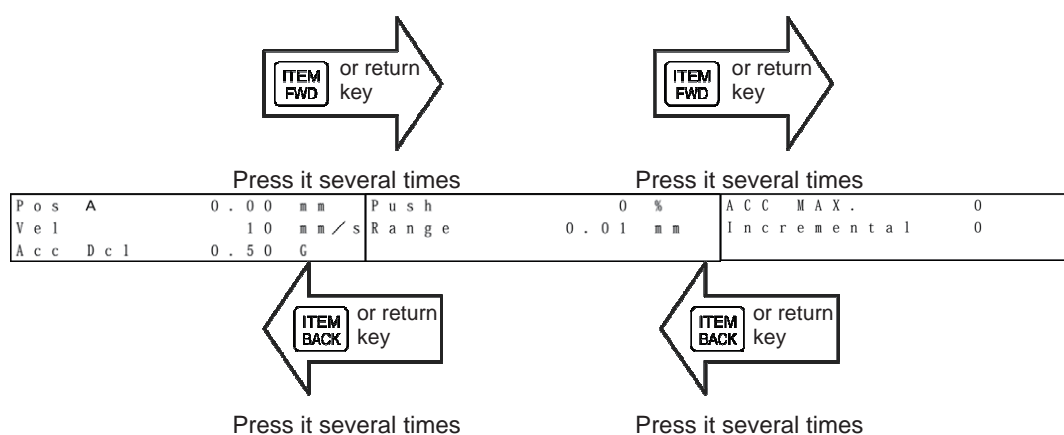 ITEM FWD or return key
ITEM FWD or return key
Press it several times
Press it several times
Pos A 0.00 mm
Vel 10 mm/s
Acc Dcl 0.50 G
Push 0 %
Range 0.01 mm
ACC MAX. 0
Incremental 0
ITEM BACK or return key
ITEM BACK or return key
Press it several times
Press it several times